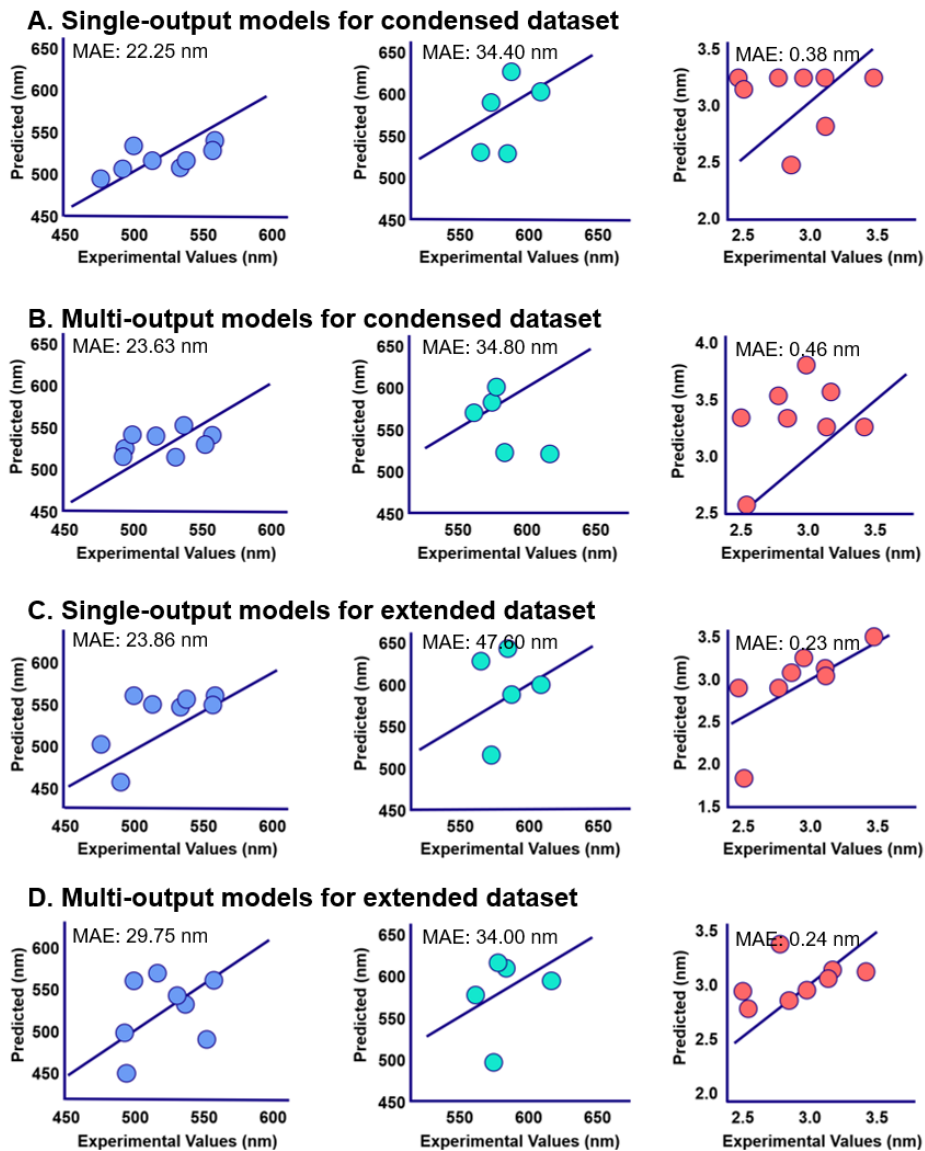 A. Single-output models for condensed dataset
MAE: 22.25 nm
Predicted (nm)
650
600
550
500
450
450 500 550 600
Experimental Values (nm)
MAE: 34.40 nm
Predicted (nm)
650
600
550
500
450
550 600 650
Experimental Values (nm)
MAE: 0.38 nm
Predicted (nm)
3.5
3.0
2.5
2.0
2.5 3.0 3.5
Experimental Values (nm)
B. Multi-output models for condensed dataset
MAE: 23.63 nm
Predicted (nm)
650
600
550
500
450
450 500 550 600
Experimental Values (nm)
MAE: 34.80 nm
Predicted (nm)
650
600
550
500
450
550 600 650
Experimental Values (nm)
MAE: 0.46 nm
Predicted (nm)
4.0
3.5
3.0
2.5
2.5 3.0 3.5
Experimental Values (nm)
C. Single-output models for extended dataset
MAE: 23.86 nm
Predicted (nm)
600
550
500
450
450 500 550 600
Experimental Values (nm)
MAE: 47.60 nm
Predicted (nm)
650
600
550
500
450
550 600 650
Experimental Values (nm)
MAE: 0.23 nm
Predicted (nm)
3.5
3.0
2.5
2.0
1.5
2.5 3.0 3.5
Experimental Values (nm)
D. Multi-output models for extended dataset
MAE: 29.75 nm
Predicted (nm)
600
550
500
450
450 500 550 600
Experimental Values (nm)
MAE: 34.00 nm
Predicted (nm)
650
600
550
500
450
550 600 650
Experimental Values (nm)
MAE: 0.24 nm
Predicted (nm)
3.5
3.0
2.5
2.0
2.5 3.0 3.5
Experimental Values (nm)